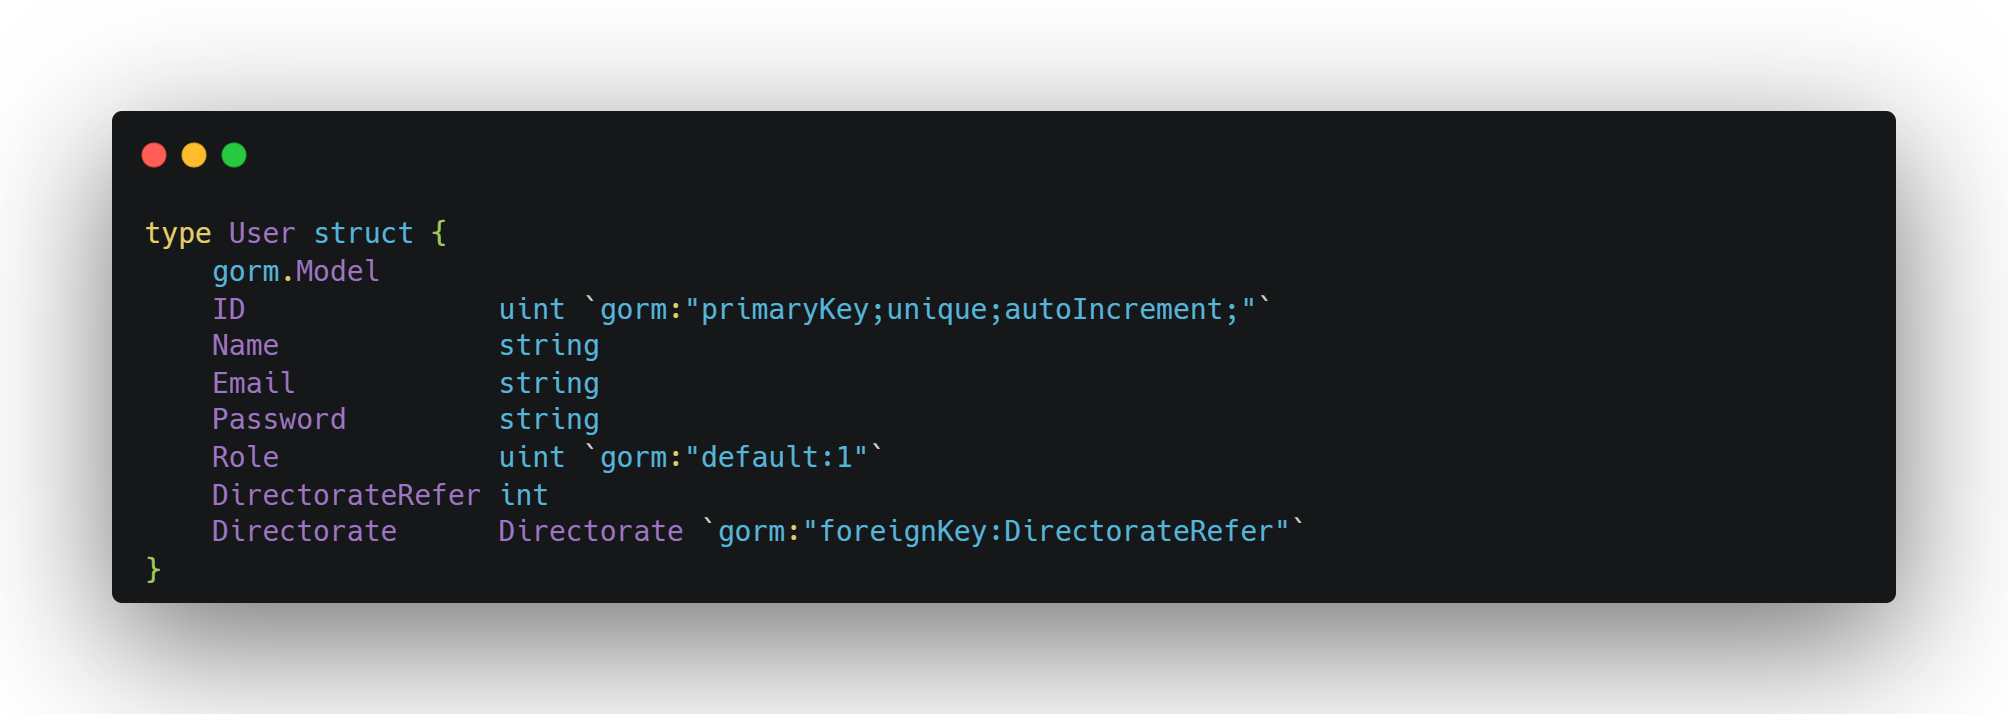 type User struct {
    gorm.Model
    ID               uint `gorm:"primaryKey;unique;autoIncrement;"`
    Name             string
    Email            string
    Password         string
    Role             uint `gorm:"default:1"`
    DirectorateRefer int
    Directorate      Directorate `gorm:"foreignKey:DirectorateRefer"`
}